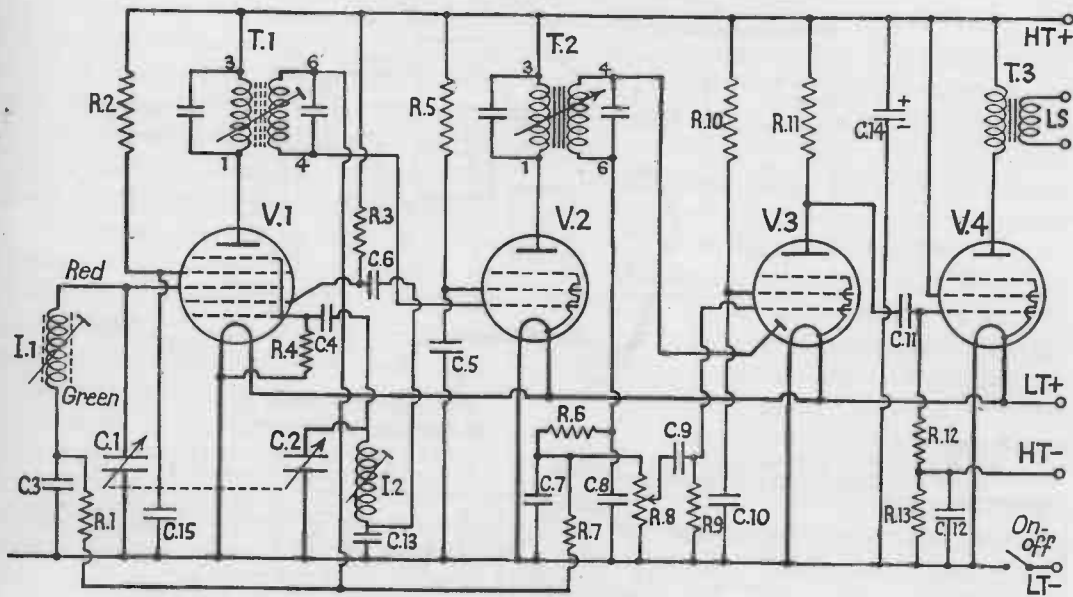 HT+
T.1
T.2
3
6
3
4
T.3
R.2
R.5
R.10
R.11
C.14
+
-
LS
1
4
1
6
V.1
R.3
V.2
V.3
V.4
Red
C.6
I.1
R.4
C.4
C.5
C.11
Green
LT+
C.1
C.2
R.6
C.9
R.12
HT-
C.3
I.2
C.7
C.8
R.8
R.1
C.15
C.13
R.7
R9
C.10
R.13
C.12
On-
off
LT-